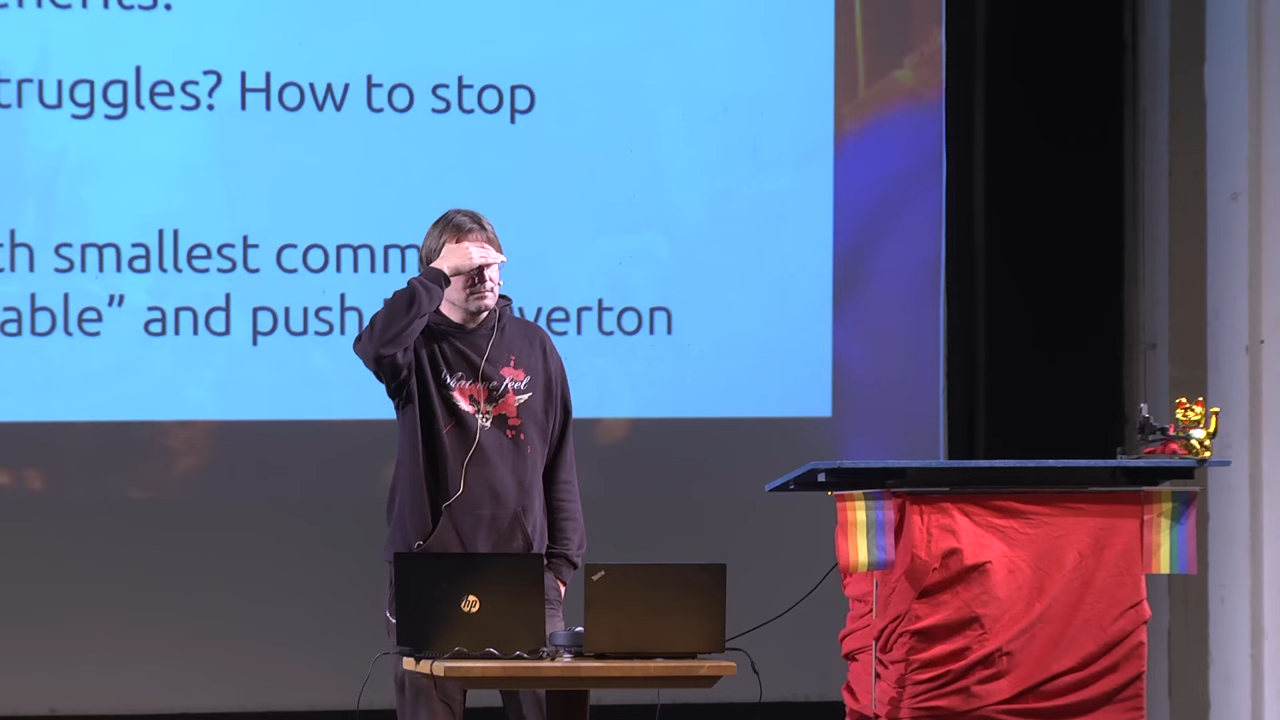 truggles? How to stop
th smallest comm
able” and push
verton
What we feel
hp